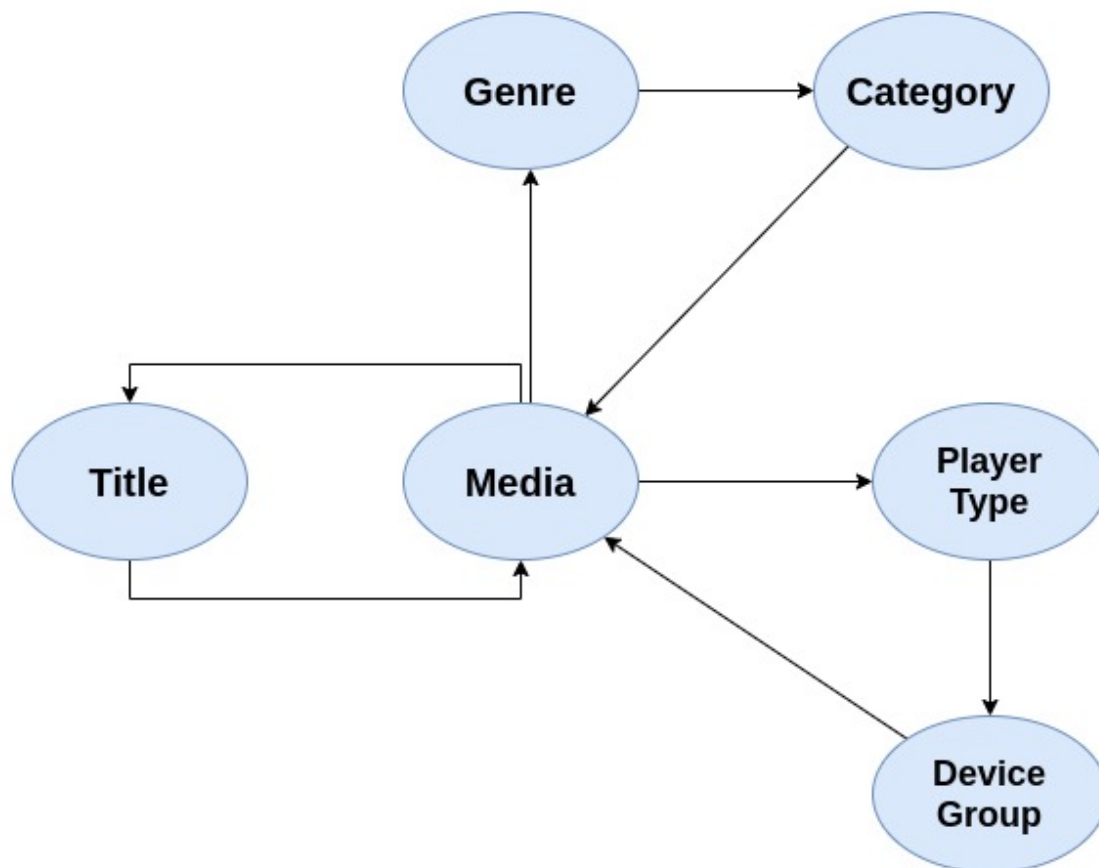 Genre
Category
Title
Media
Player
Type
Device
Group